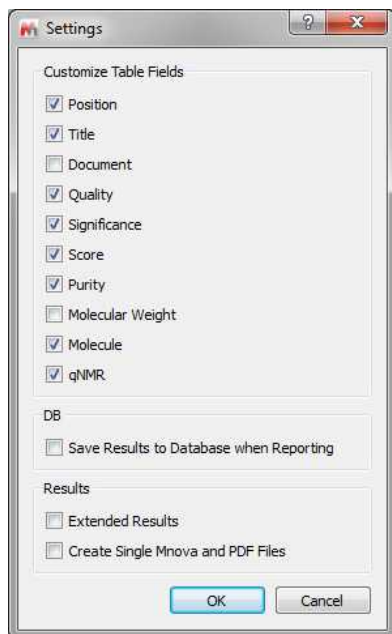 Settings
?
Customize Table Fields
Position
Title
Document
Quality
Significance
Score
Purity
Molecular Weight
Molecule
qNMR
DB
Save Results to Database when Reporting
Results
Extended Results
Create Single Mnova and PDF Files
OK Cancel